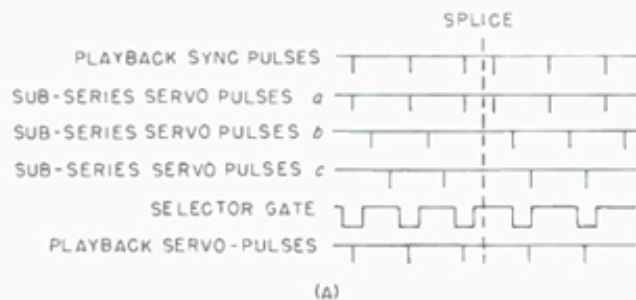 SPLICE
PLAYBACK SYNC PULSES
SUB-SERIES SERVO PULSES a
SUB-SERIES SERVO PULSES b
SUB-SERIES SERVO PULSES c
SELECTOR GATE
PLAYBACK SERVO-PULSES
(A)